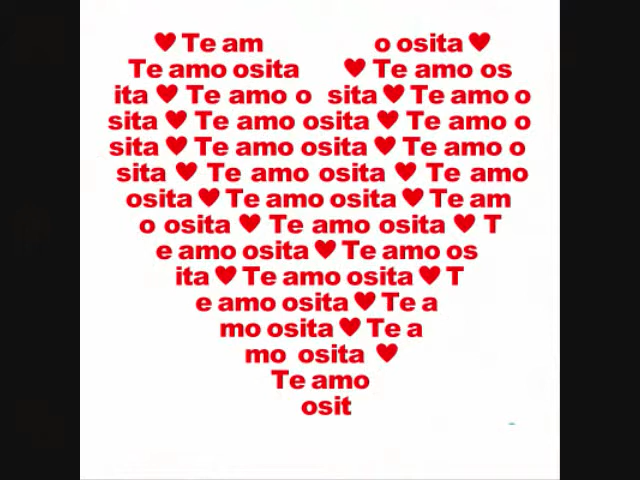 ♥ Te am o osita ♥
Te amo osita ♥ Te amo os
ita ♥ Te amo o sita ♥ Te amo o
sita ♥ Te amo osita ♥ Te amo o
sita ♥ Te amo osita ♥ Te amo o
sita ♥ Te amo osita ♥ Te amo
osita ♥ Te amo osita ♥ Te am
o osita ♥ Te amo osita ♥ T
e amo osita ♥ Te amo os
ita ♥ Te amo osita ♥ T
e amo osita ♥ Te a
mo osita ♥ Te a
mo osita ♥
Te amo
osit